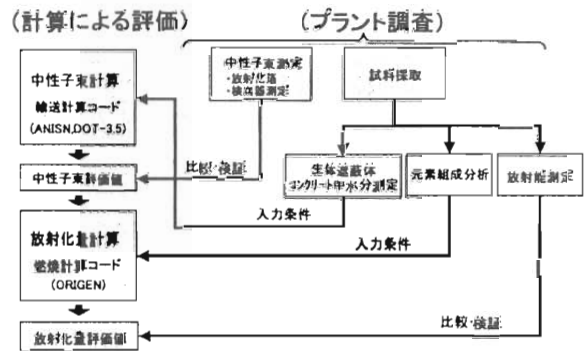 (計算による評価)
(プラント調査)
中性子束計算
輸送計算コード
(ANISN,DOT-3.5)
中性子束測定
・放射化箔
・検出器測定
試料採取
比較・検証
中性子束評価値
生体遮蔽体
コンクリート中水分測定
元素組成分析
放射能測定
入力条件
放射化量計算
燃焼計算コード
(ORIGEN)
入力条件
比較・検証
放射化量評価値